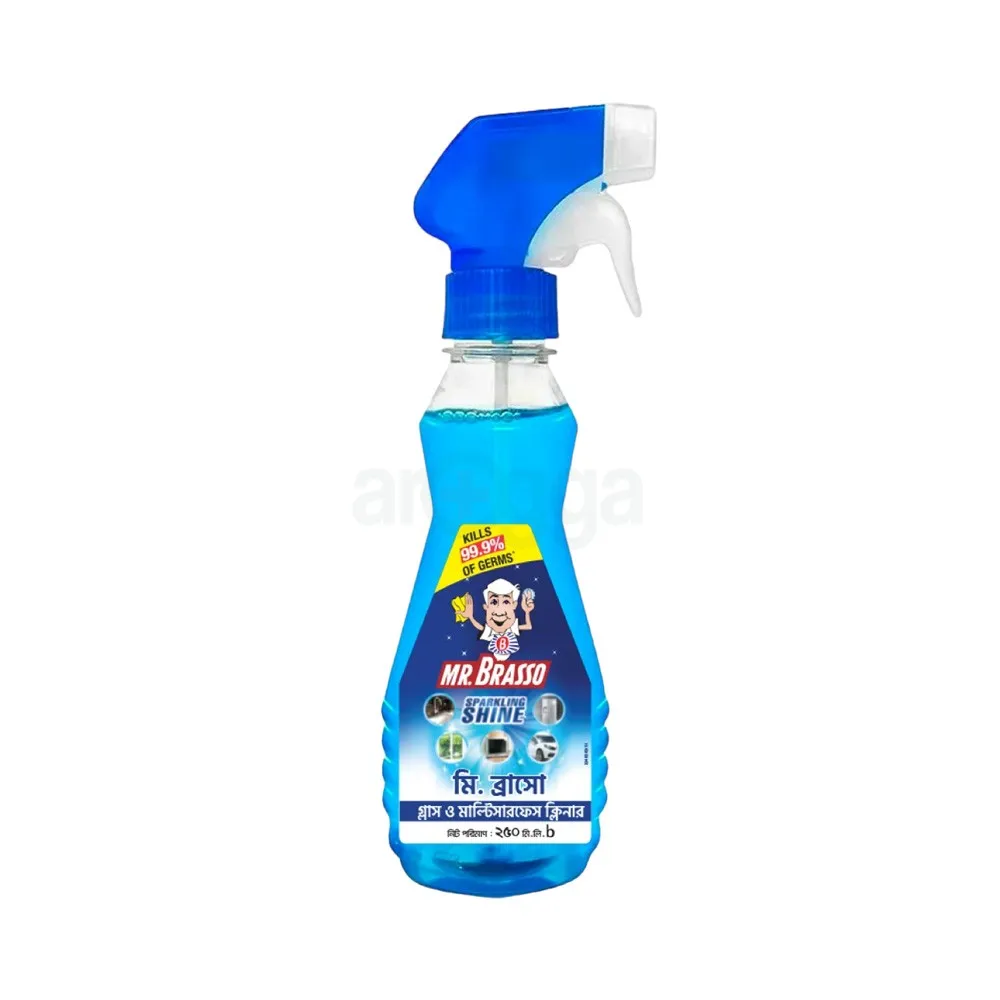 KILLS
99.9%
OF GERMS*
B
MR. BRASSO
SPARKLING
SHINE
মি. ব্রাসো
গ্লাস ও মাল্টিসারফেস ক্লিনার
নিট পরিমাণ : ২৫০ মি.লি. b